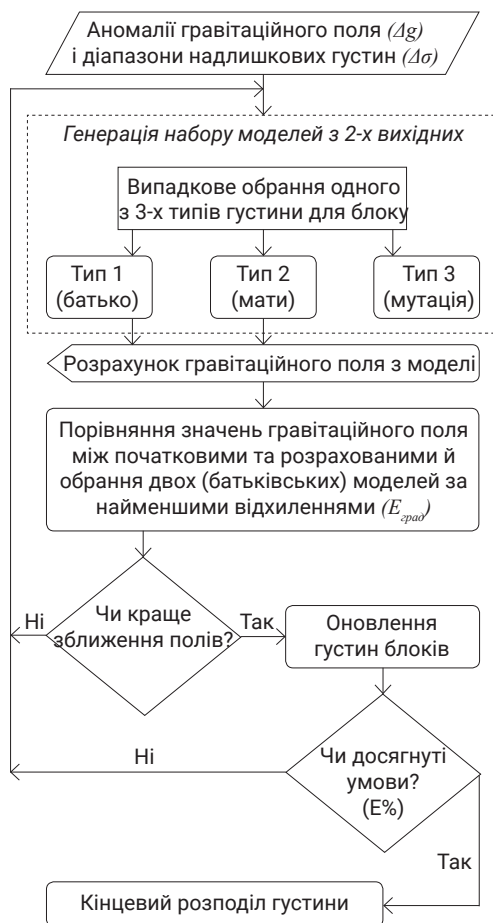 Аномалії гравітаційного поля (Δg)
і діапазони надлишкових густин (Δσ)
Генерація набору моделей з 2-х вихідних
Випадкове обрання одного
з 3-х типів густини для блоку
Тип 1
(батько)
Тип 2
(мати)
Тип 3
(мутація)
Розрахунок гравітаційного поля з моделі
Порівняння значень гравітаційного поля
між початковими та розрахованими й
обрання двох (батьківських) моделей за
найменшими відхиленнями (E_град)
Ні
Чи краще
зближення полів?
Так
Оновлення
густин блоків
Ні
Чи досягнуті
умови?
(E%)
Так
Кінцевий розподіл густини